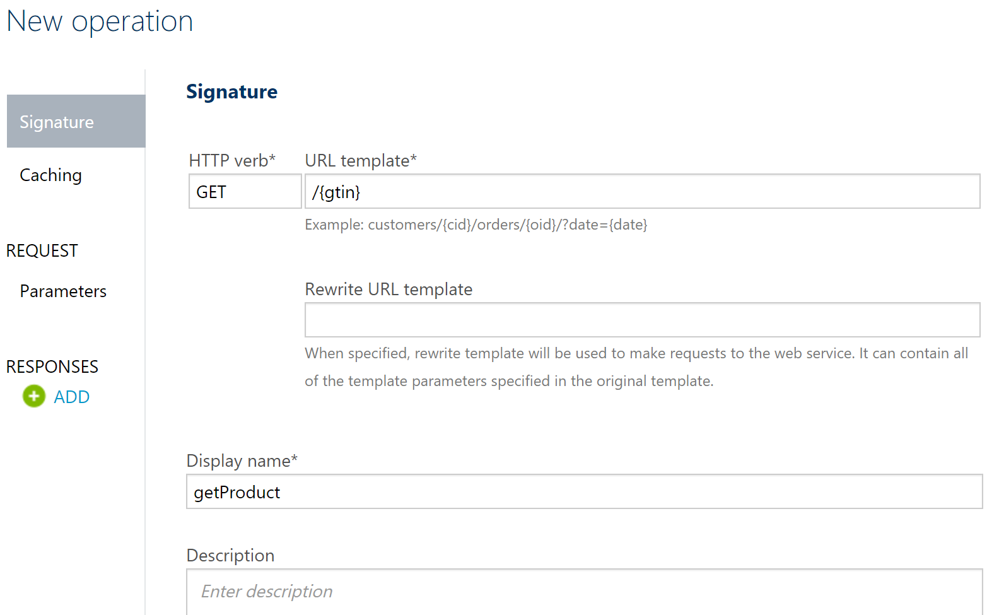 New operation
Signature
Caching
REQUEST
Parameters
RESPONSES
ADD
Signature
HTTP verb*
URL template*
GET
/{gtin}
Example: customers/{cid}/orders/{oid}/?date={date}
Rewrite URL template
When specified, rewrite template will be used to make requests to the web service. It can contain all
of the template parameters specified in the original template.
Display name*
getProduct
Description
Enter description